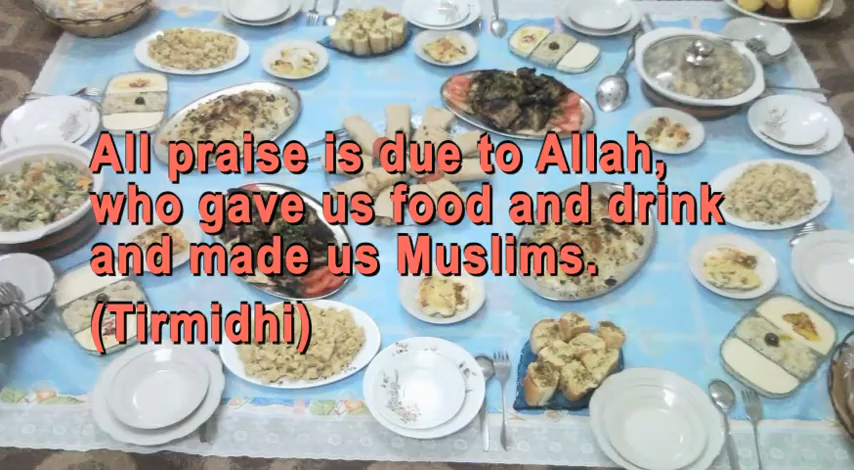 All praise is due to Allah,
who gave us food and drink
and made us Muslims.
(Tirmidhi)